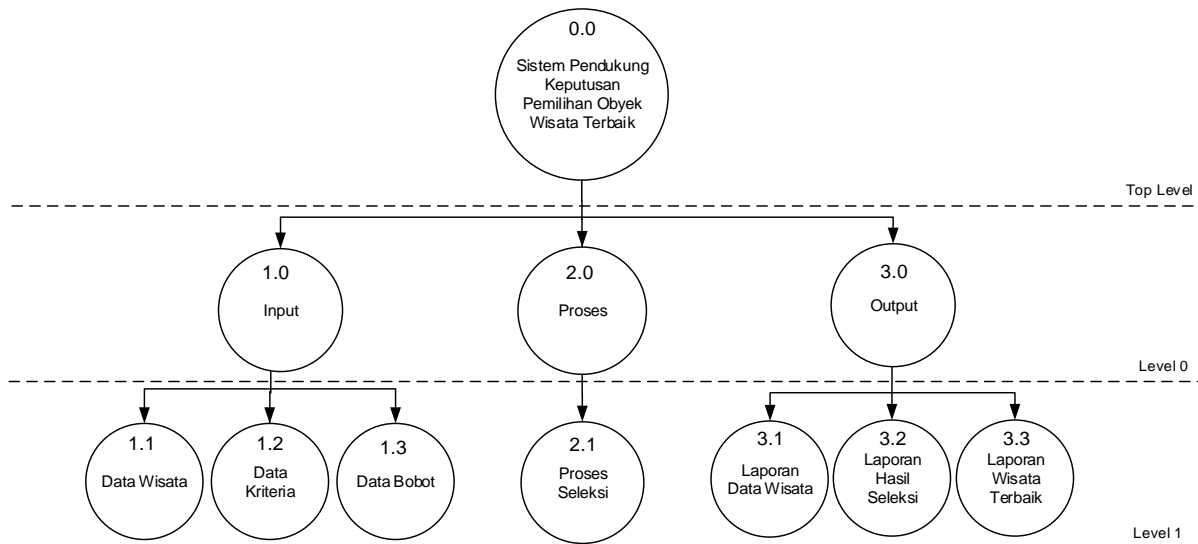 0.0
Sistem Pendukung
Keputusan
Pemilihan Obyek
Wisata Terbaik
Top Level
1.0
Input
2.0
Proses
3.0
Output
Level 0
1.1
Data Wisata
1.2
Data
Kriteria
1.3
Data Bobot
2.1
Proses
Seleksi
3.1
Laporan
Data Wisata
3.2
Laporan
Hasil
Seleksi
3.3
Laporan
Wisata
Terbaik
Level 1